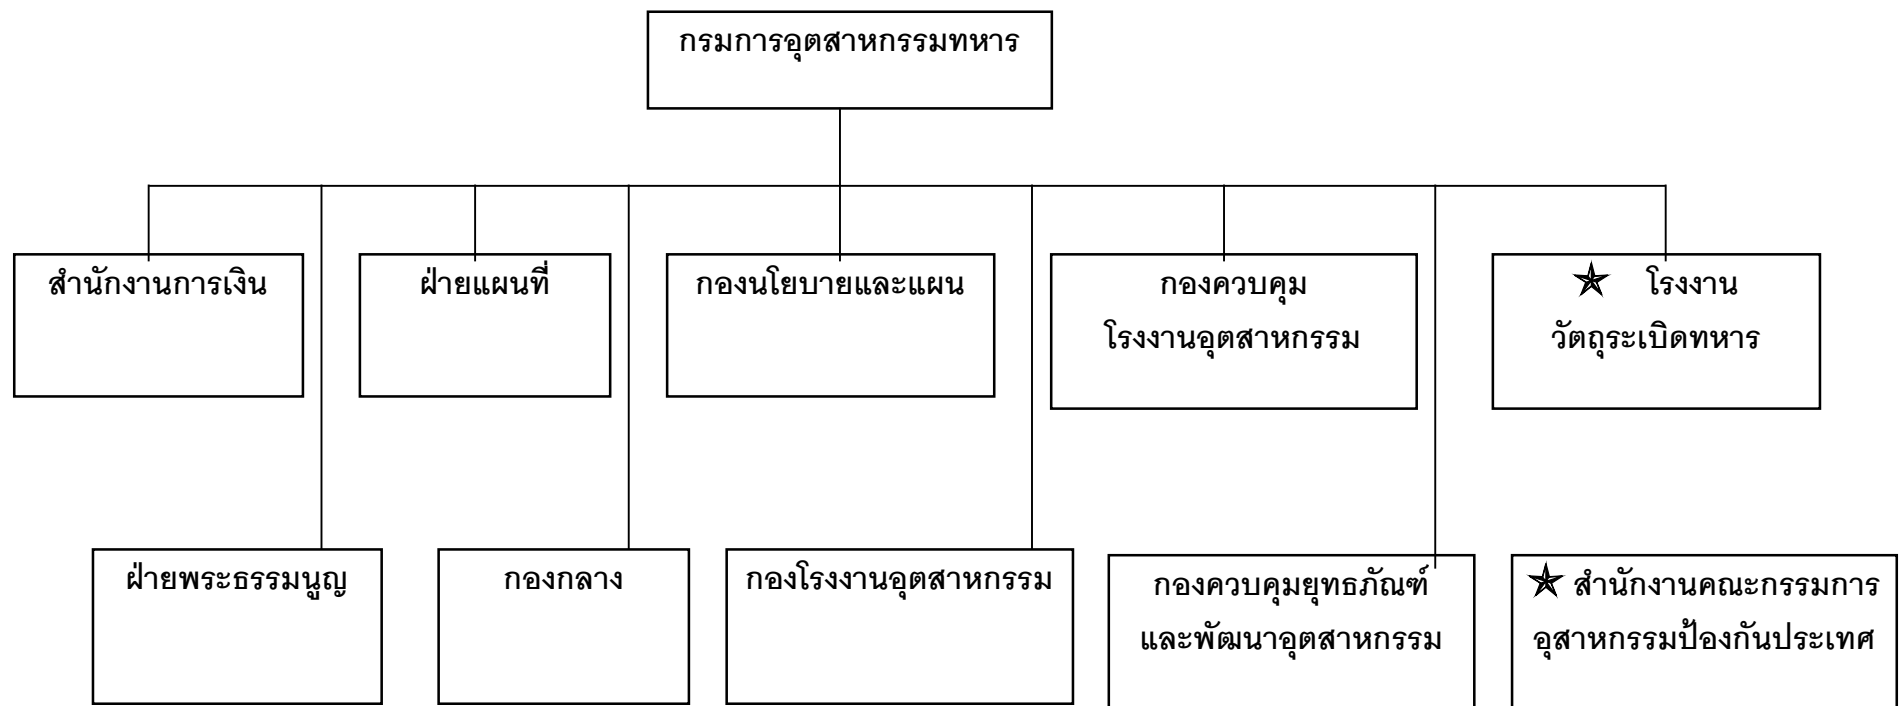 กรมการอุตสาหกรรมทหาร
สำนักงานการเงิน
ฝ่ายแผนที่
กองนโยบายและแผน
กองควบคุม
โรงงานอุตสาหกรรม
โรงงาน
วัตถุระเบิดทหาร
ฝ่ายพระธรรมนูญ
กองกลาง
กองโรงงานอุตสาหกรรม
กองควบคุมยุทธภัณฑ์
และพัฒนาอุตสาหกรรม
สำนักงานคณะกรรมการ
อุสาหกรรมป้องกันประเทศ